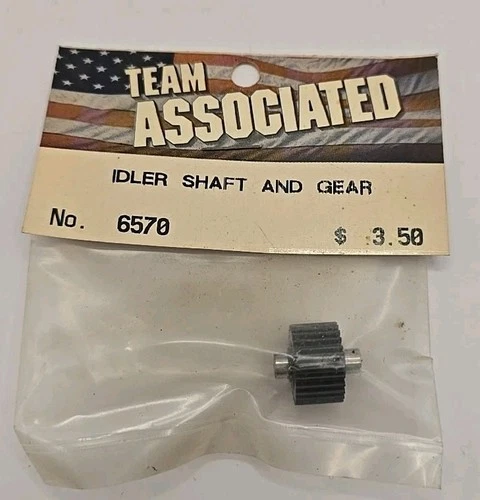 TEAM
ASSOCIATED
IDLER SHAFT AND GEAR
No. 6570 $ 3.50